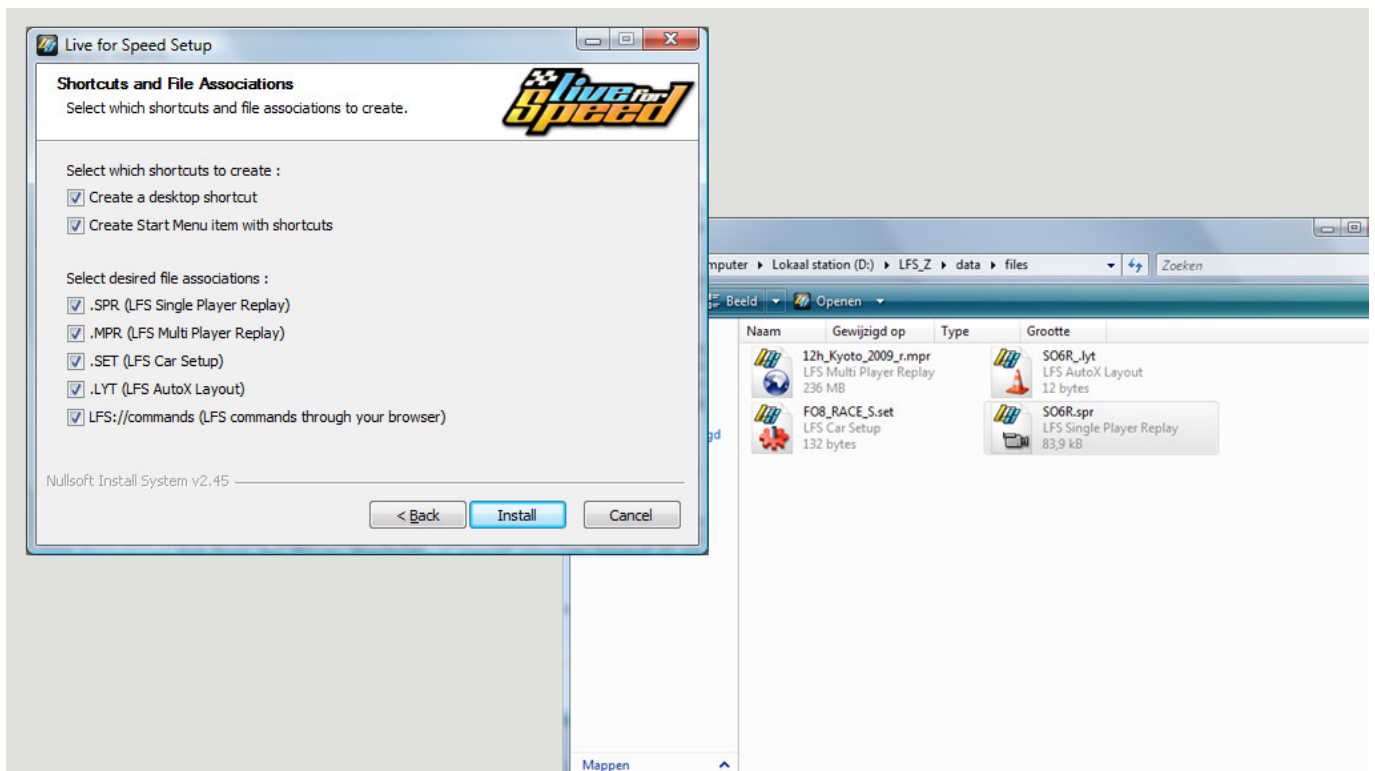 Live for Speed Setup
Shortcuts and File Associations
Select which shortcuts and file associations to create.
live for Speed
Select which shortcuts to create :
Create a desktop shortcut
Create Start Menu item with shortcuts
Select desired file associations :
.SPR (LFS Single Player Replay)
.MPR (LFS Multi Player Replay)
.SET (LFS Car Setup)
.LYT (LFS AutoX Layout)
LFS://commands (LFS commands through your browser)
Nullsoft Install System v2.45
< Back Install Cancel
mputer Lokaal station (D:) LFS_Z data files Zoeken
Beeld Openen
Naam Gewijzigd op Type Grootte
12h_Kyoto_2009_r.mpr
LFS Multi Player Replay
236 MB
SO6R_.lyt
LFS AutoX Layout
12 bytes
FO8_RACE_S.set
LFS Car Setup
132 bytes
SO6R.spr
LFS Single Player Replay
83,9 kB
gd
Mappen